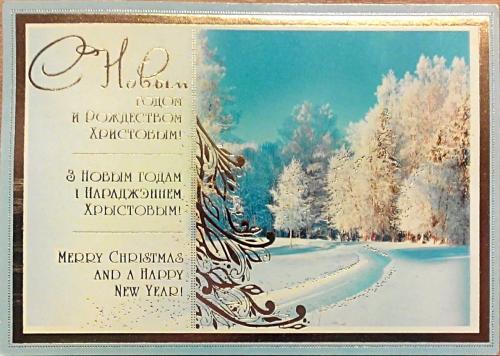 С Новым
годом
и Рождеством
Христовым!
З Новым годам
і Нараджэннем
Хрыстовым!
Merry Christmas
and a Happy
New Year!